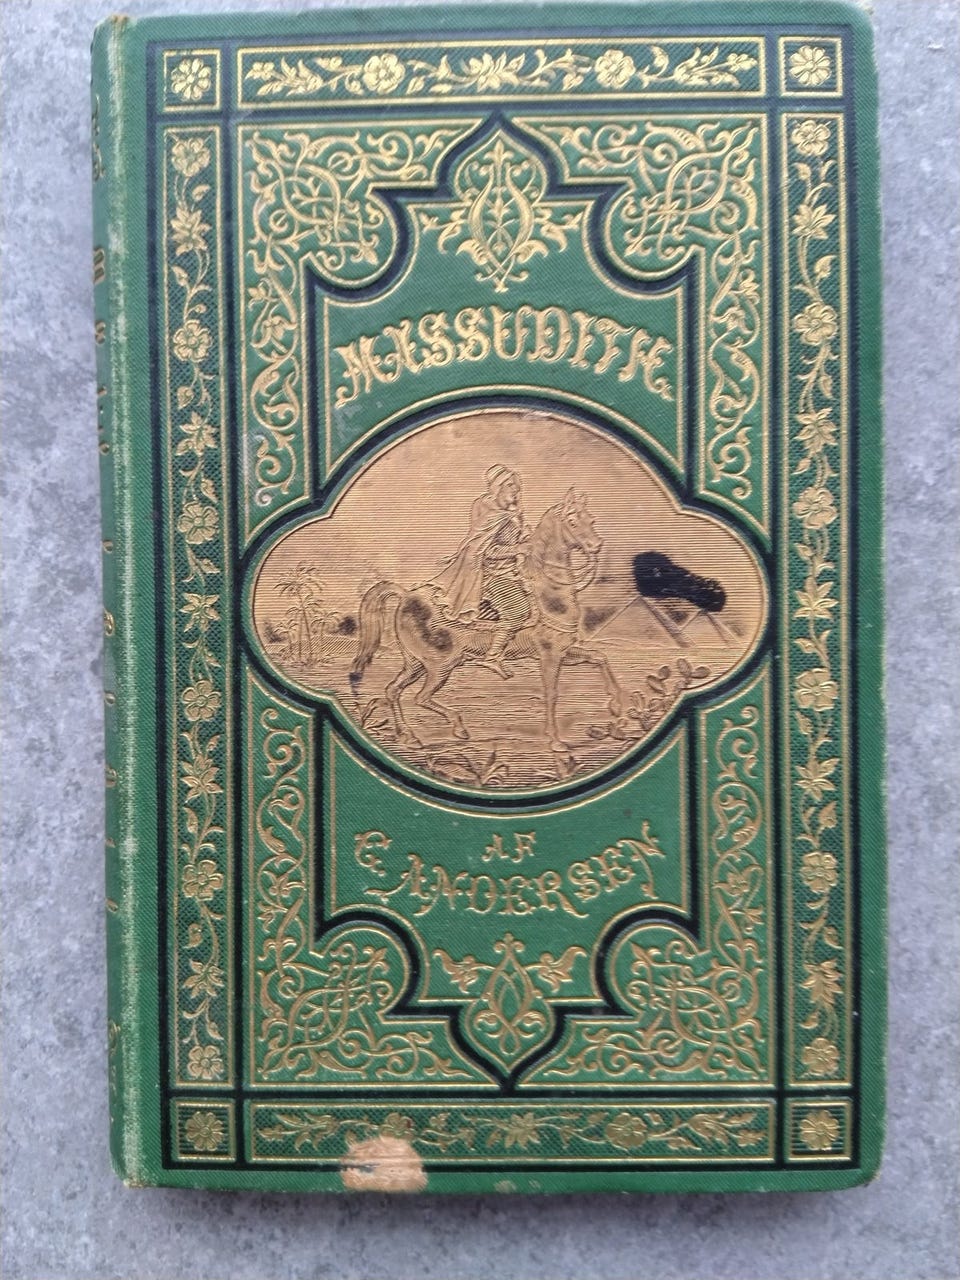 MASSUDITH.
AF
C. ANDERSEN